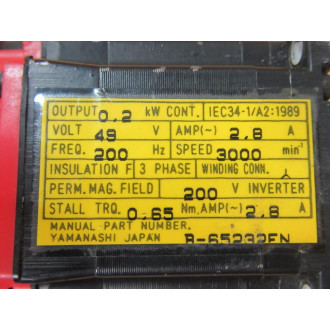 OUTPUT 0.2 kW CONT. IEC34-1/A2:1989
VOLT 49 V AMP(~) 2.8 A
FREQ. 200 Hz SPEED 3000 min⁻¹
INSULATION F 3 PHASE WINDING CONN.
PERM. MAG. FIELD 200 V INVERTER
STALL TRQ. 0.65 Nm, AMP(~) 2.8 A
MANUAL PART NUMBER.
YAMANASHI JAPAN B-65232EN